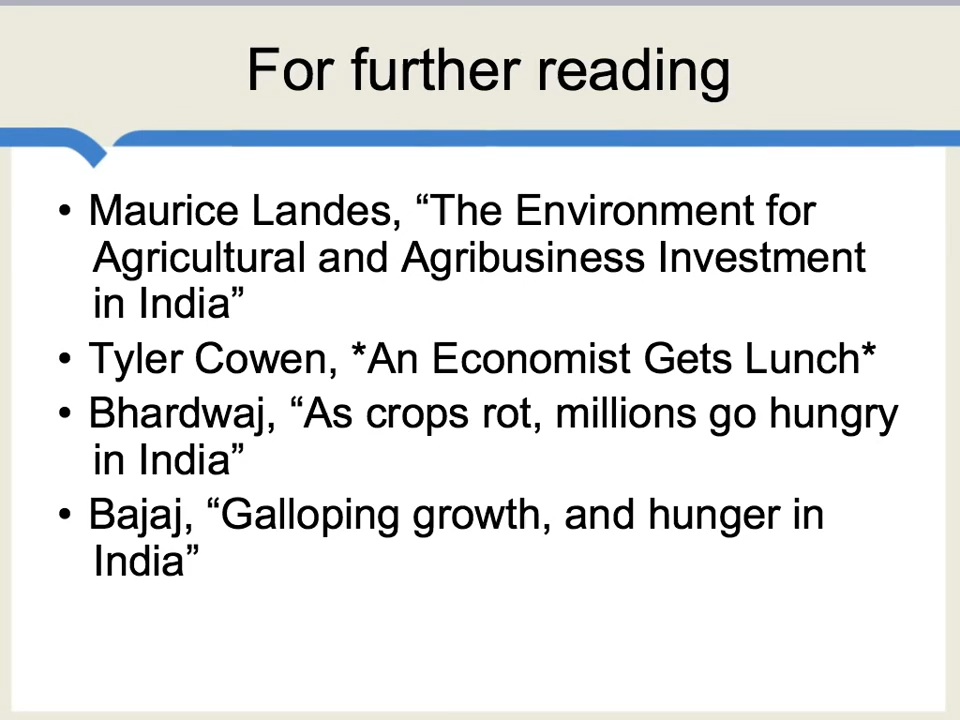 For further reading
• Maurice Landes, “The Environment for
Agricultural and Agribusiness Investment
in India”
• Tyler Cowen, *An Economist Gets Lunch*
• Bhardwaj, “As crops rot, millions go hungry
in India”
• Bajaj, “Galloping growth, and hunger in
India”